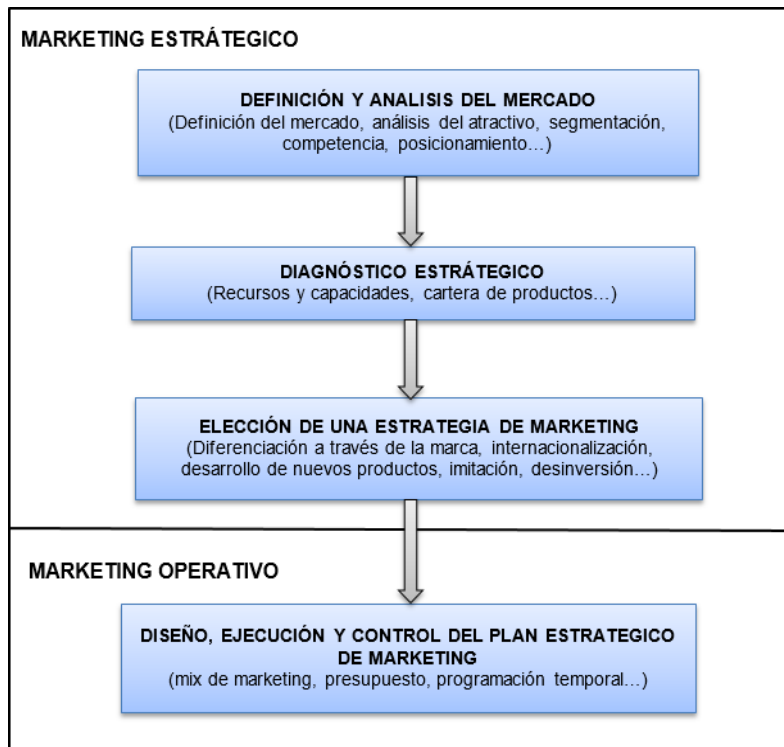 MARKETING ESTRÁTEGICO
DEFINICIÓN Y ANALISIS DEL MERCADO
(Definición del mercado, análisis del atractivo, segmentación,
competencia, posicionamiento…)
DIAGNÓSTICO ESTRÁTEGICO
(Recursos y capacidades, cartera de productos…)
ELECCIÓN DE UNA ESTRATEGIA DE MARKETING
(Diferenciación a través de la marca, internacionalización,
desarrollo de nuevos productos, imitación, desinversión…)
MARKETING OPERATIVO
DISEÑO, EJECUCIÓN Y CONTROL DEL PLAN ESTRATEGICO
DE MARKETING
(mix de marketing, presupuesto, programación temporal…)